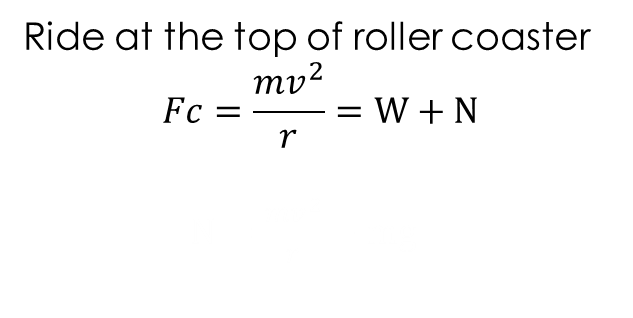 Ride at the top of roller coaster
Fc = mv²/r = W + N